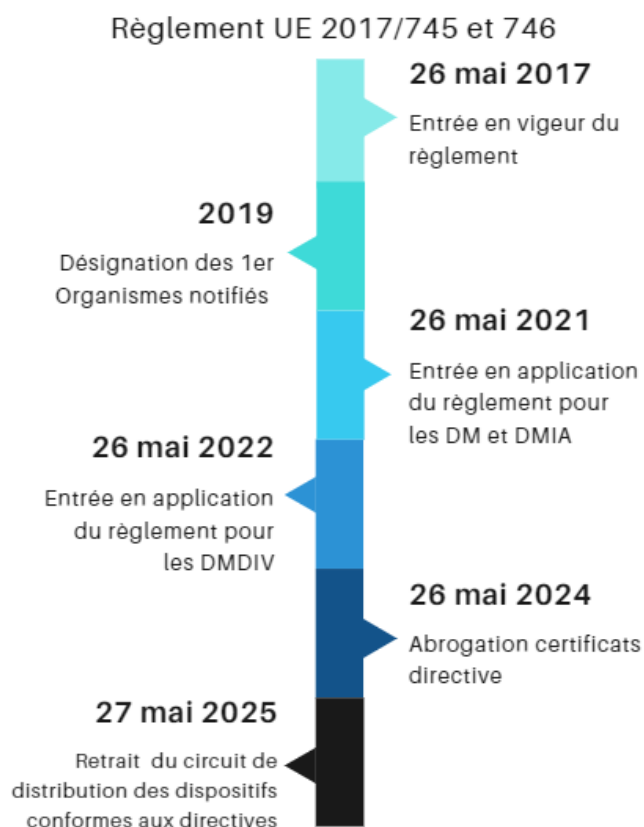 Règlement UE 2017/745 et 746
26 mai 2017
Entrée en vigeur du
règlement
2019
Désignation des 1er
Organismes notifiés
26 mai 2021
Entrée en application
du règlement pour
les DM et DMIA
26 mai 2022
Entrée en application
du règlement pour
les DMDIV
26 mai 2024
Abrogation certificats
directive
27 mai 2025
Retrait du circuit de
distribution des dispositifs
conformes aux directives